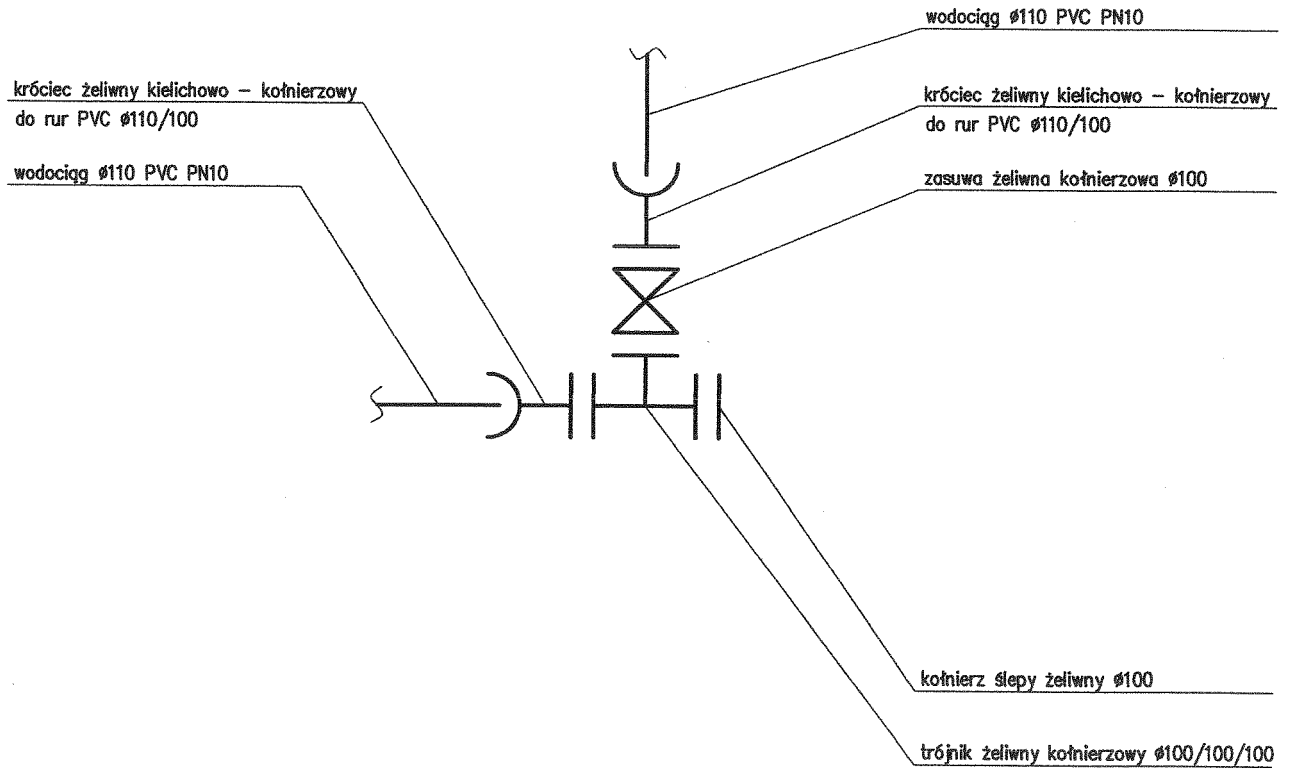 wodociąg ø110 PVC PN10
króciec żeliwny kielichowo – kołnierzowy
do rur PVC ø110/100
wodociąg ø110 PVC PN10
króciec żeliwny kielichowo – kołnierzowy
do rur PVC ø110/100
zasuwa żeliwna kołnierzowa ø100
kołnierz ślepy żeliwny ø100
trójnik żeliwny kołnierzowy ø100/100/100